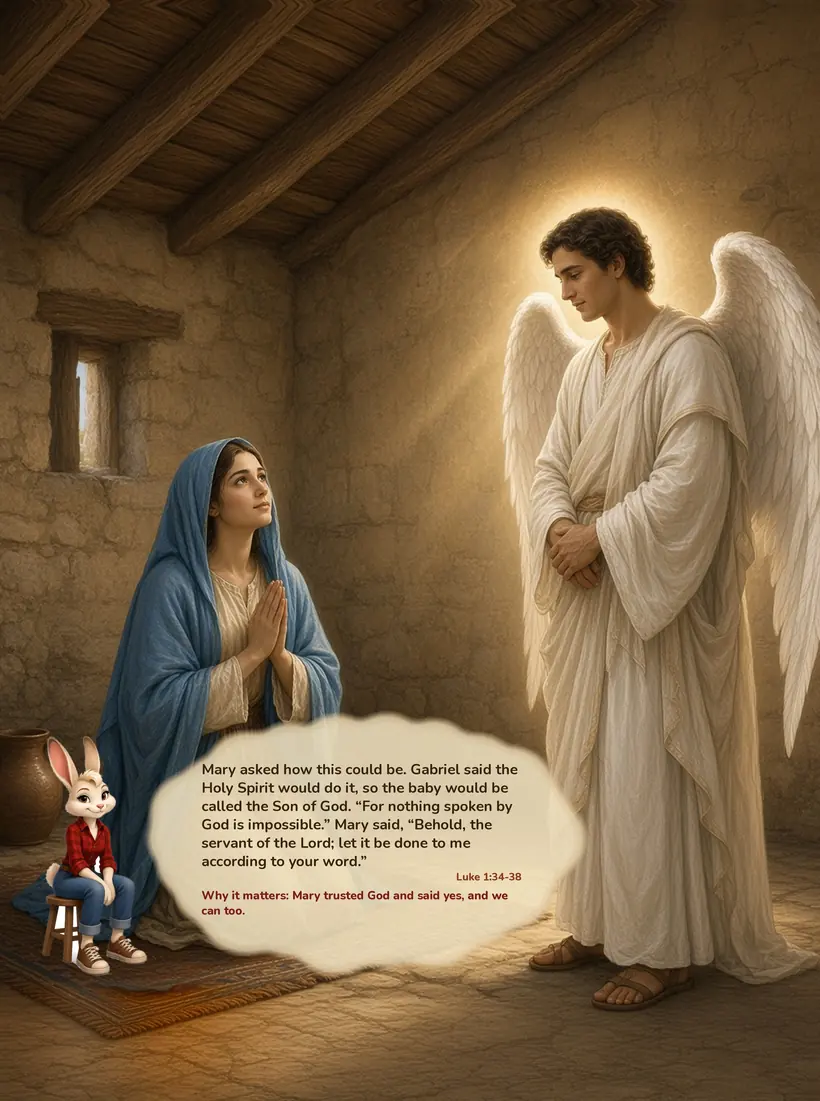 Mary asked how this could be. Gabriel said the
Holy Spirit would do it, so the baby would be
called the Son of God. “For nothing spoken by
God is impossible.” Mary said, “Behold, the
servant of the Lord; let it be done to me
according to your word.”
Luke 1:34-38
Why it matters: Mary trusted God and said yes, and we
can too.